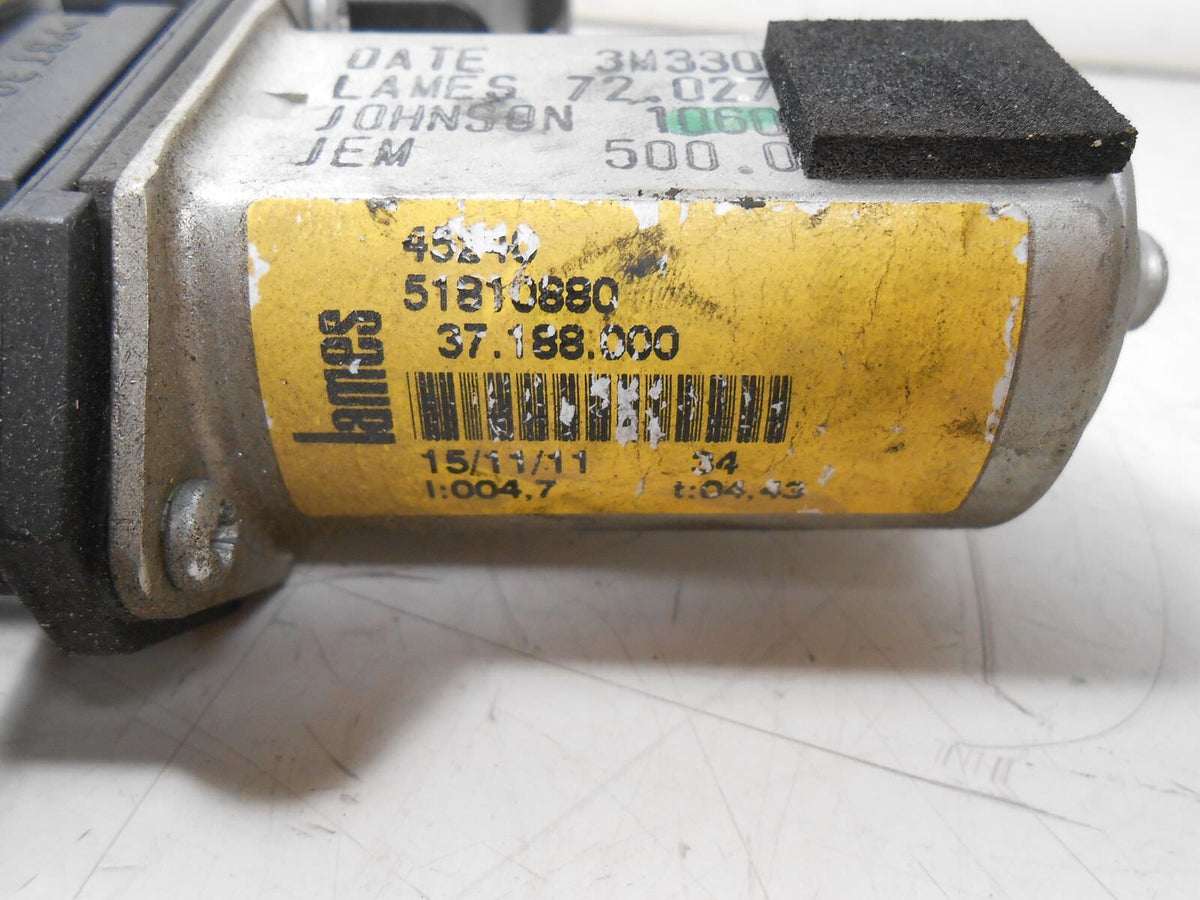 DATE 3M330
LAMES 72.027
JOHNSON 1060
JEM 500.0
lames
51810880
37.188.000
15/11/11 34
I:004,7 t:04,43